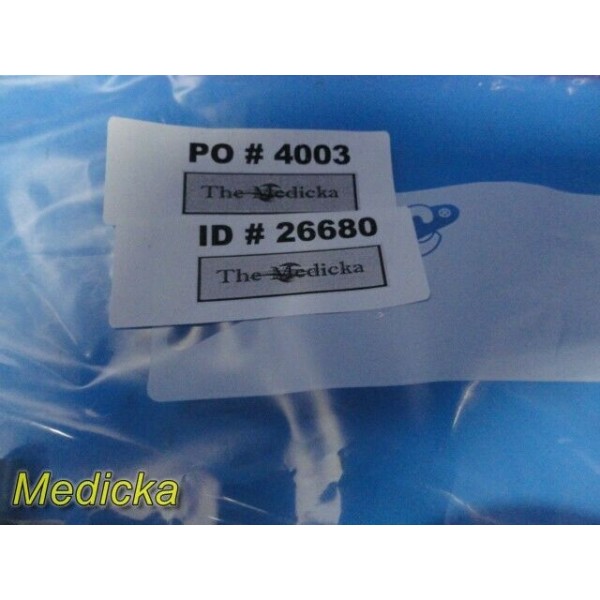 PO # 4003
The Medicka
ID # 26680
The Medicka
®
Medicka